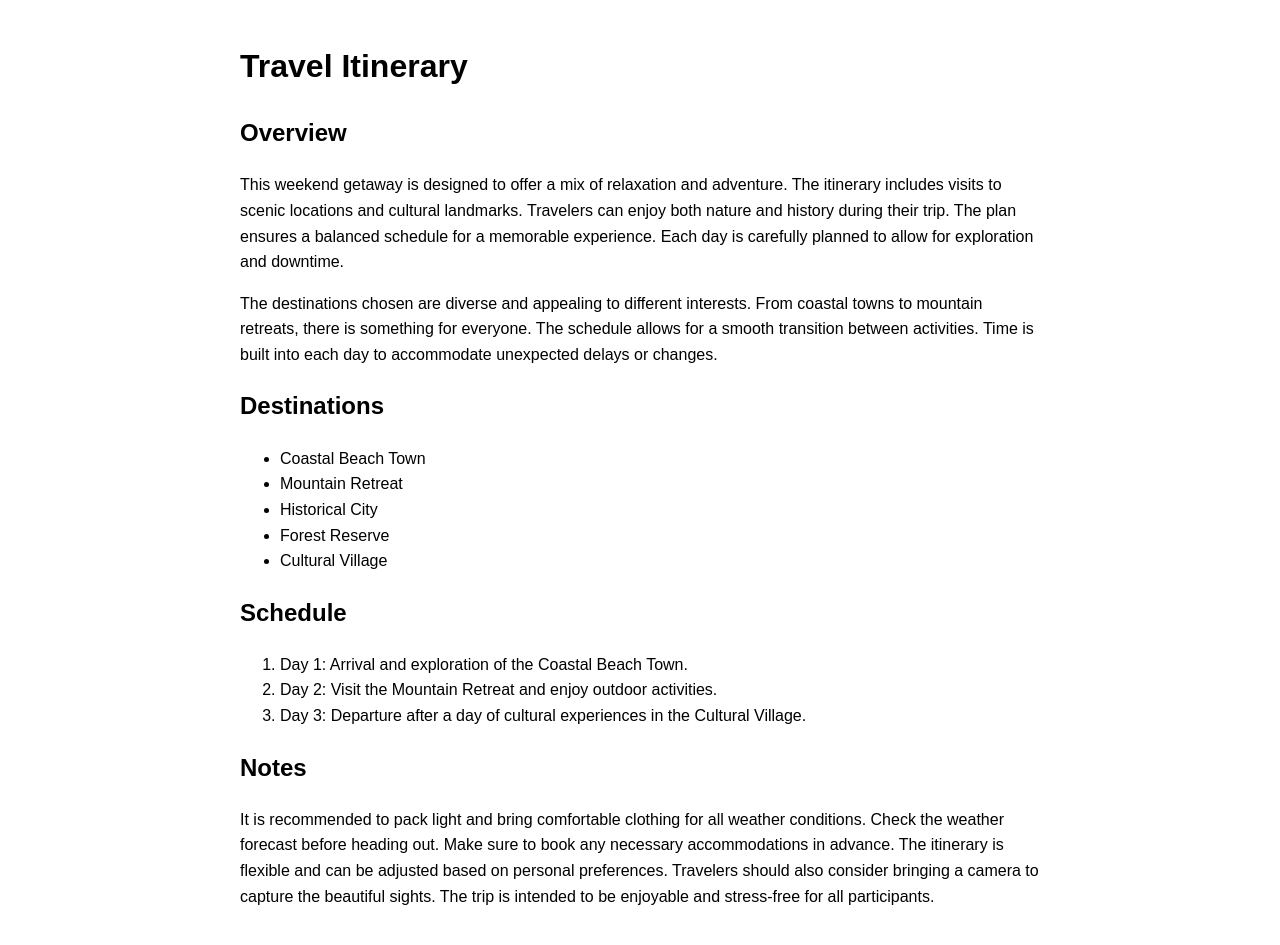 Travel Itinerary
Overview
This weekend getaway is designed to offer a mix of relaxation and adventure. The itinerary includes visits to
scenic locations and cultural landmarks. Travelers can enjoy both nature and history during their trip. The plan
ensures a balanced schedule for a memorable experience. Each day is carefully planned to allow for exploration
and downtime.
The destinations chosen are diverse and appealing to different interests. From coastal towns to mountain
retreats, there is something for everyone. The schedule allows for a smooth transition between activities. Time is
built into each day to accommodate unexpected delays or changes.
Destinations
• Coastal Beach Town
• Mountain Retreat
• Historical City
• Forest Reserve
• Cultural Village
Schedule
1. Day 1: Arrival and exploration of the Coastal Beach Town.
2. Day 2: Visit the Mountain Retreat and enjoy outdoor activities.
3. Day 3: Departure after a day of cultural experiences in the Cultural Village.
Notes
It is recommended to pack light and bring comfortable clothing for all weather conditions. Check the weather
forecast before heading out. Make sure to book any necessary accommodations in advance. The itinerary is
flexible and can be adjusted based on personal preferences. Travelers should also consider bringing a camera to
capture the beautiful sights. The trip is intended to be enjoyable and stress-free for all participants.